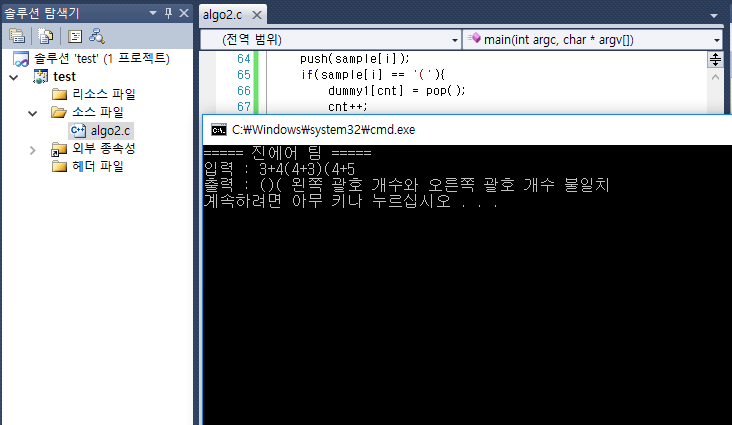 솔루션 탐색기
솔루션 'test' (1 프로젝트)
test
리소스 파일
소스 파일
algo2.c
외부 종속성
헤더 파일
algo2.c
(전역 범위)
main(int argc, char * argv[])
64 push(sample[i]);
65 if(sample[i] == '('){
66 dummy1[cnt] = pop();
67 cnt++;
C:\Windows\system32\cmd.exe
===== 진에어 팀 =====
입력 : 3+4(4+3)(4+5
출력 : ()( 왼쪽 괄호 개수와 오른쪽 괄호 개수 불일치
계속하려면 아무 키나 누르십시오 . . .